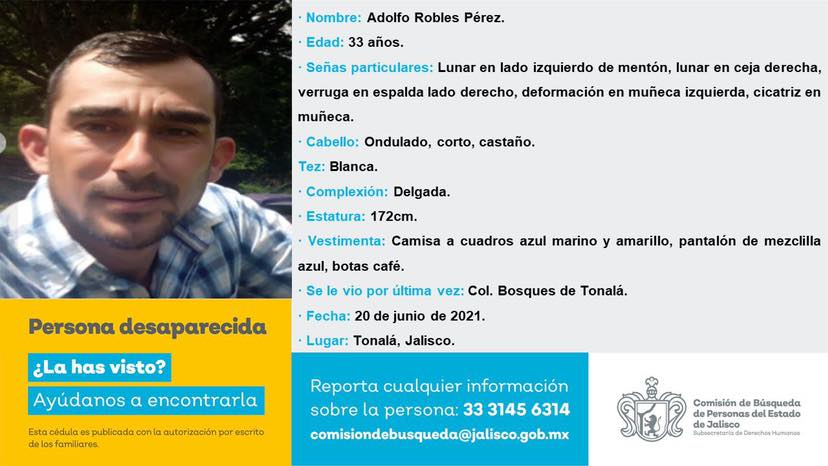 · Nombre: Adolfo Robles Pérez.
· Edad: 33 años.
· Señas particulares: Lunar en lado izquierdo de mentón, lunar en ceja derecha,
verruga en espalda lado derecho, deformación en muñeca izquierda, cicatriz en
muñeca.
· Cabello: Ondulado, corto, castaño.
Tez: Blanca.
· Complexión: Delgada.
· Estatura: 172cm.
· Vestimenta: Camisa a cuadros azul marino y amarillo, pantalón de mezclilla
azul, botas café.
· Se le vio por última vez: Col. Bosques de Tonalá.
· Fecha: 20 de junio de 2021.
· Lugar: Tonalá, Jalisco.
Persona desaparecida
¿La has visto?
Ayúdanos a encontrarla
Esta cédula es publicada con la autorización por escrito
de los familiares.
Reporta cualquier información
sobre la persona: 33 3145 6314
comisiondebusqueda@jalisco.gob.mx
Comisión de Búsqueda
de Personas del Estado
de Jalisco
Subsecretaría de Derechos Humanos